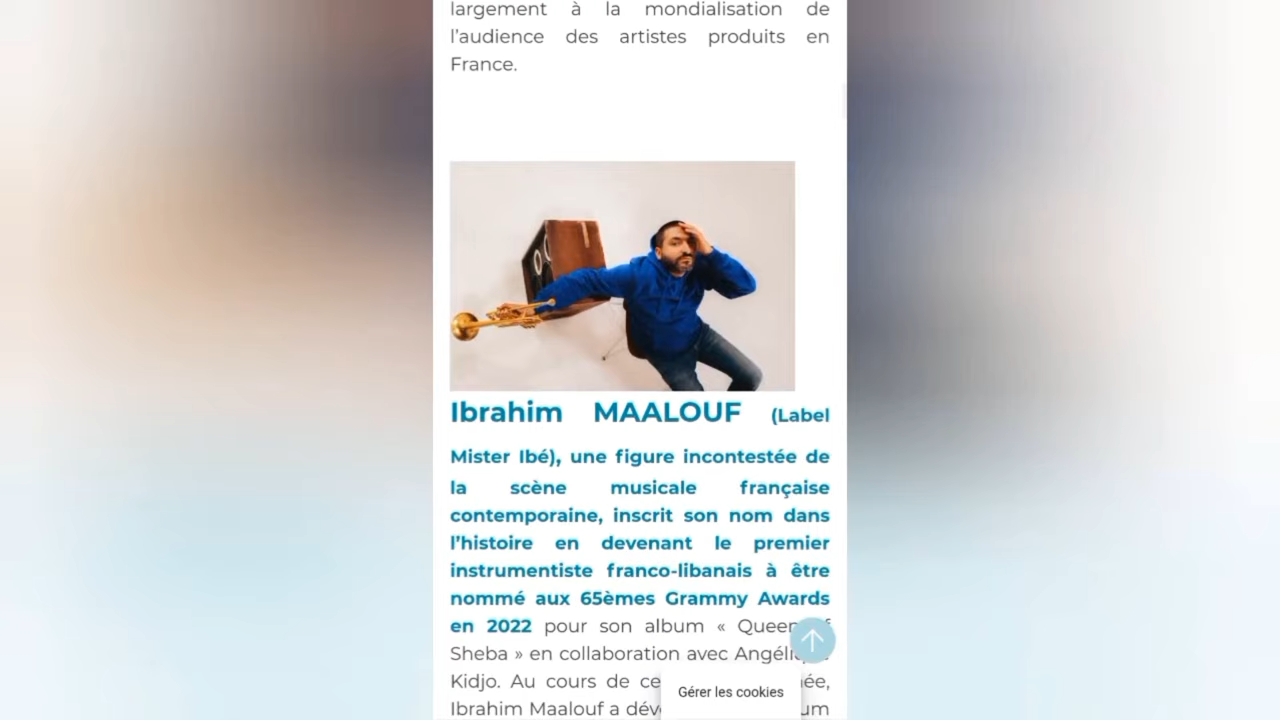 largement à la mondialisation de
l’audience des artistes produits en
France.
Ibrahim MAALOUF (Label
Mister Ibé), une figure incontestée de
la scène musicale française
contemporaine, inscrit son nom dans
l’histoire en devenant le premier
instrumentiste franco-libanais à être
nommé aux 65èmes Grammy Awards
en 2022 pour son album « Queen
Sheba » en collaboration avec
Kidjo. Au cours de
Ibrahim Maalouf a
Gérer les cookies